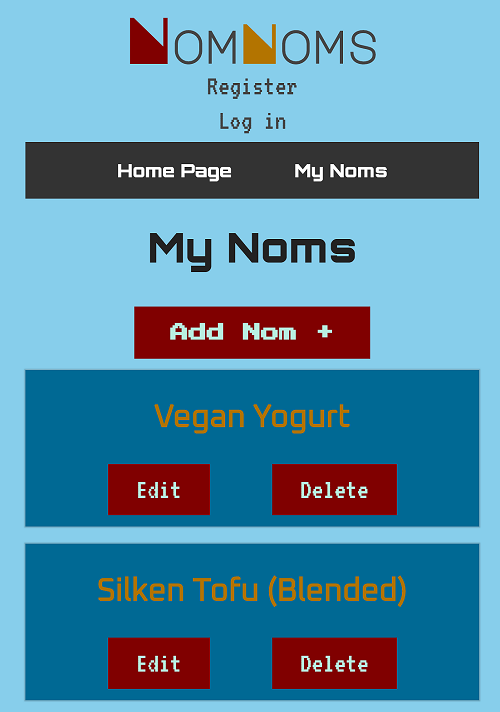 NomNoms
Register
Log in
Home Page My Noms
My Noms
Add Nom +
Vegan Yogurt
Edit Delete
Silken Tofu (Blended)
Edit Delete